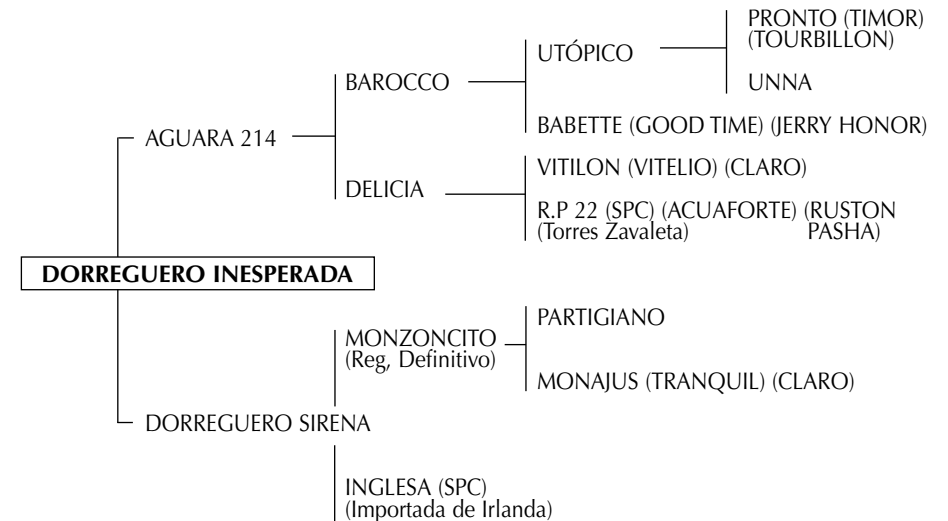 PRONTO (TIMOR)
(TOURBILLON)
UTÓPICO
UNNA
BAROCCO
BABETTE (GOOD TIME) (JERRY HONOR)
AGUARA 214
VITILON (VITELIO) (CLARO)
DELICIA
R.P 22 (SPC) (ACUAFORTE) (RUSTON
(Torres Zavaleta) PASHA)
DORREGUERO INESPERADA
PARTIGIANO
MONZONCITO
(Reg, Definitivo)
MONAJUS (TRANQUIL) (CLARO)
DORREGUERO SIRENA
INGLESA (SPC)
(Importada de Irlanda)